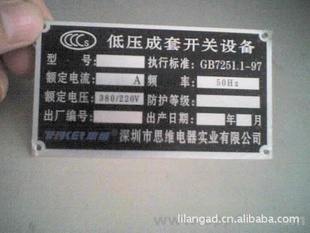 CCC S 低压成套开关设备
型号 执行标准: GB7251.1-97
额定电流: A 频率: 50Hz
额定电压: 380/220V 防护等级:
出厂编号: 出产日期: 年 月
深圳市思维电器实业有限公司
lilangad.1688.com